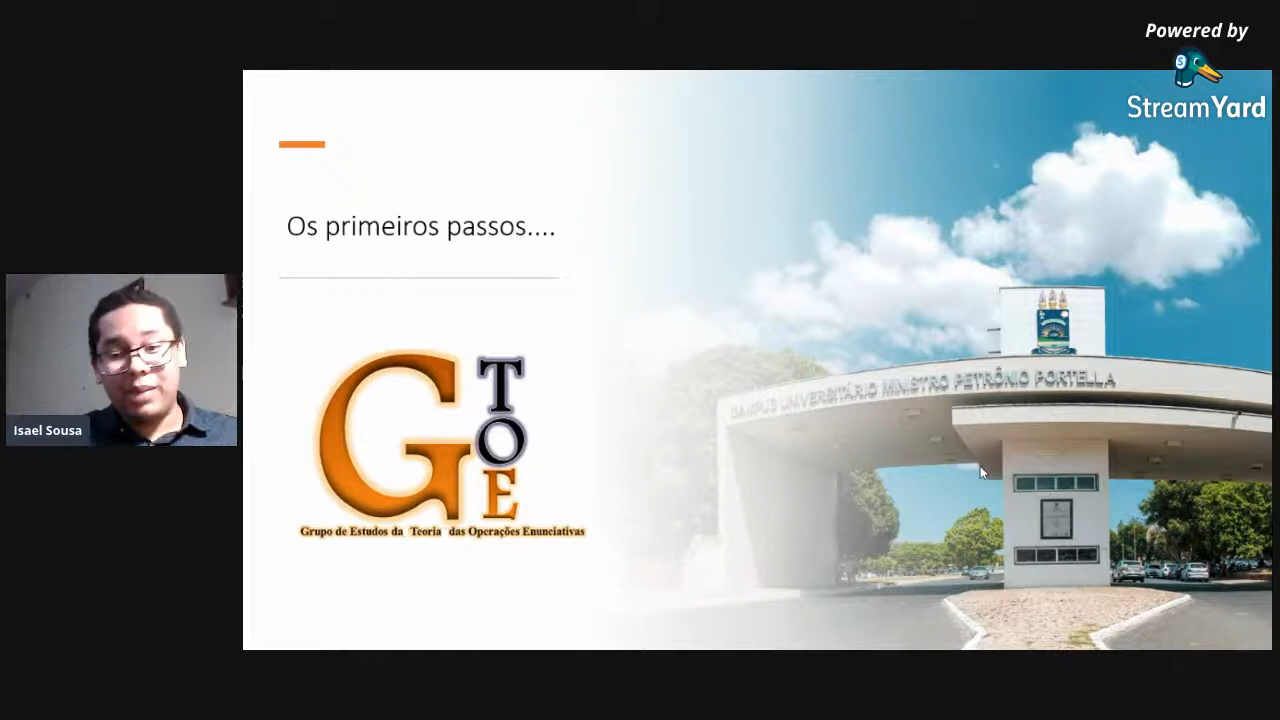 Powered by
StreamYard
Os primeiros passos....
CAMPUS UNIVERSITÁRIO MINISTRO PETRÔNIO PORTELLA
G
T
O
E
Grupo de Estudos da Teoria das Operações Enunciativas
Isael Sousa